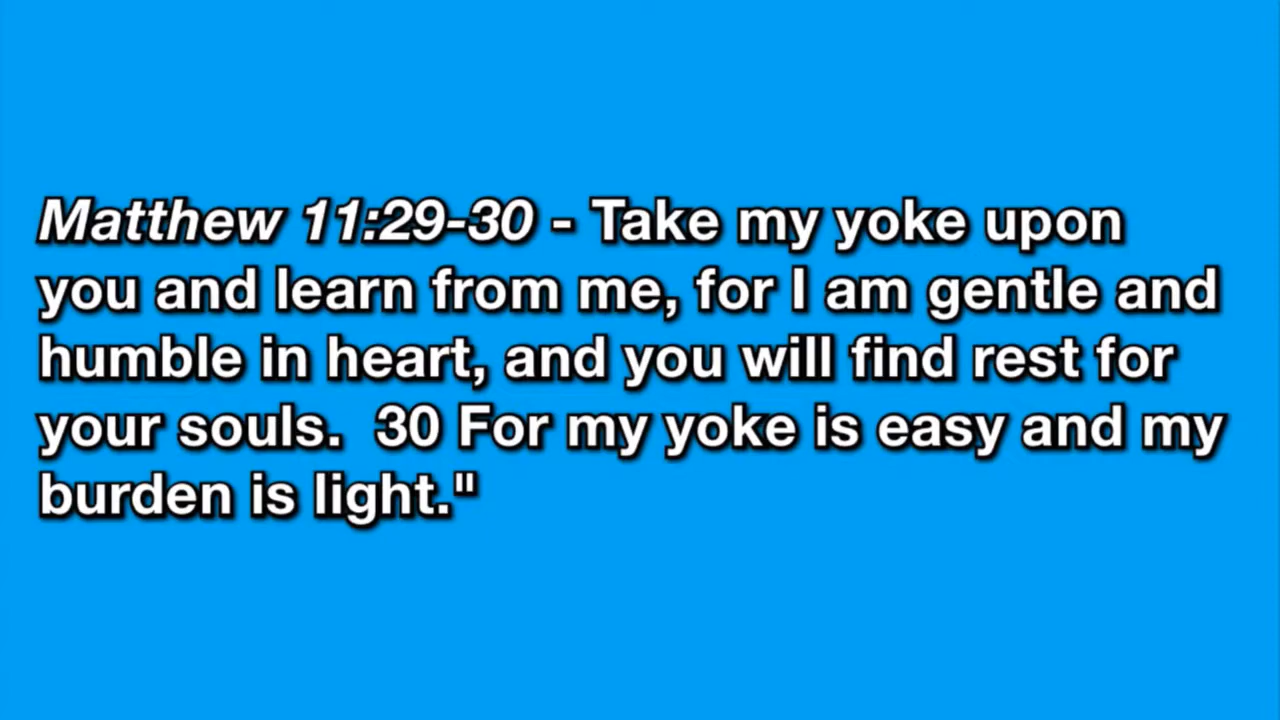 Matthew 11:29-30 - Take my yoke upon
you and learn from me, for I am gentle and
humble in heart, and you will find rest for
your souls.  30 For my yoke is easy and my
burden is light."